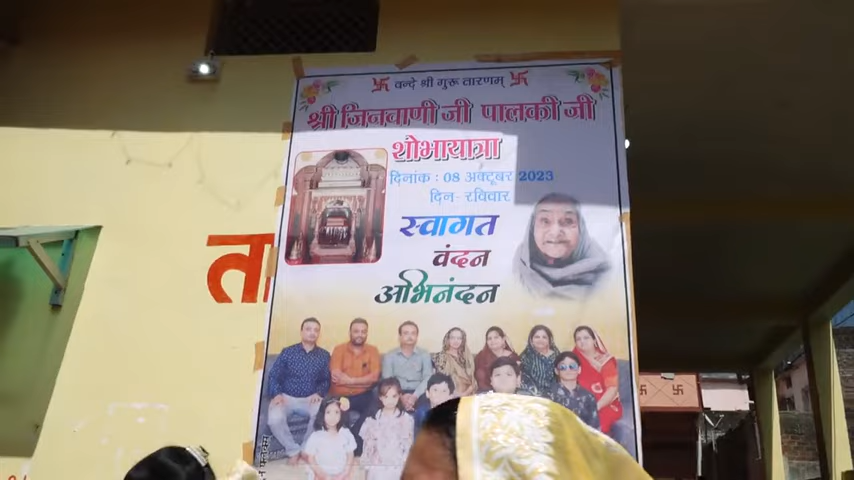 वन्दे श्री गुरू तारणम्
श्री जिनवाणी जी पालकी जी
शोभायात्रा
दिनांक : 08 अक्टूबर 2023
दिन - रविवार
स्वागत
वंदन
अभिनंदन
ता